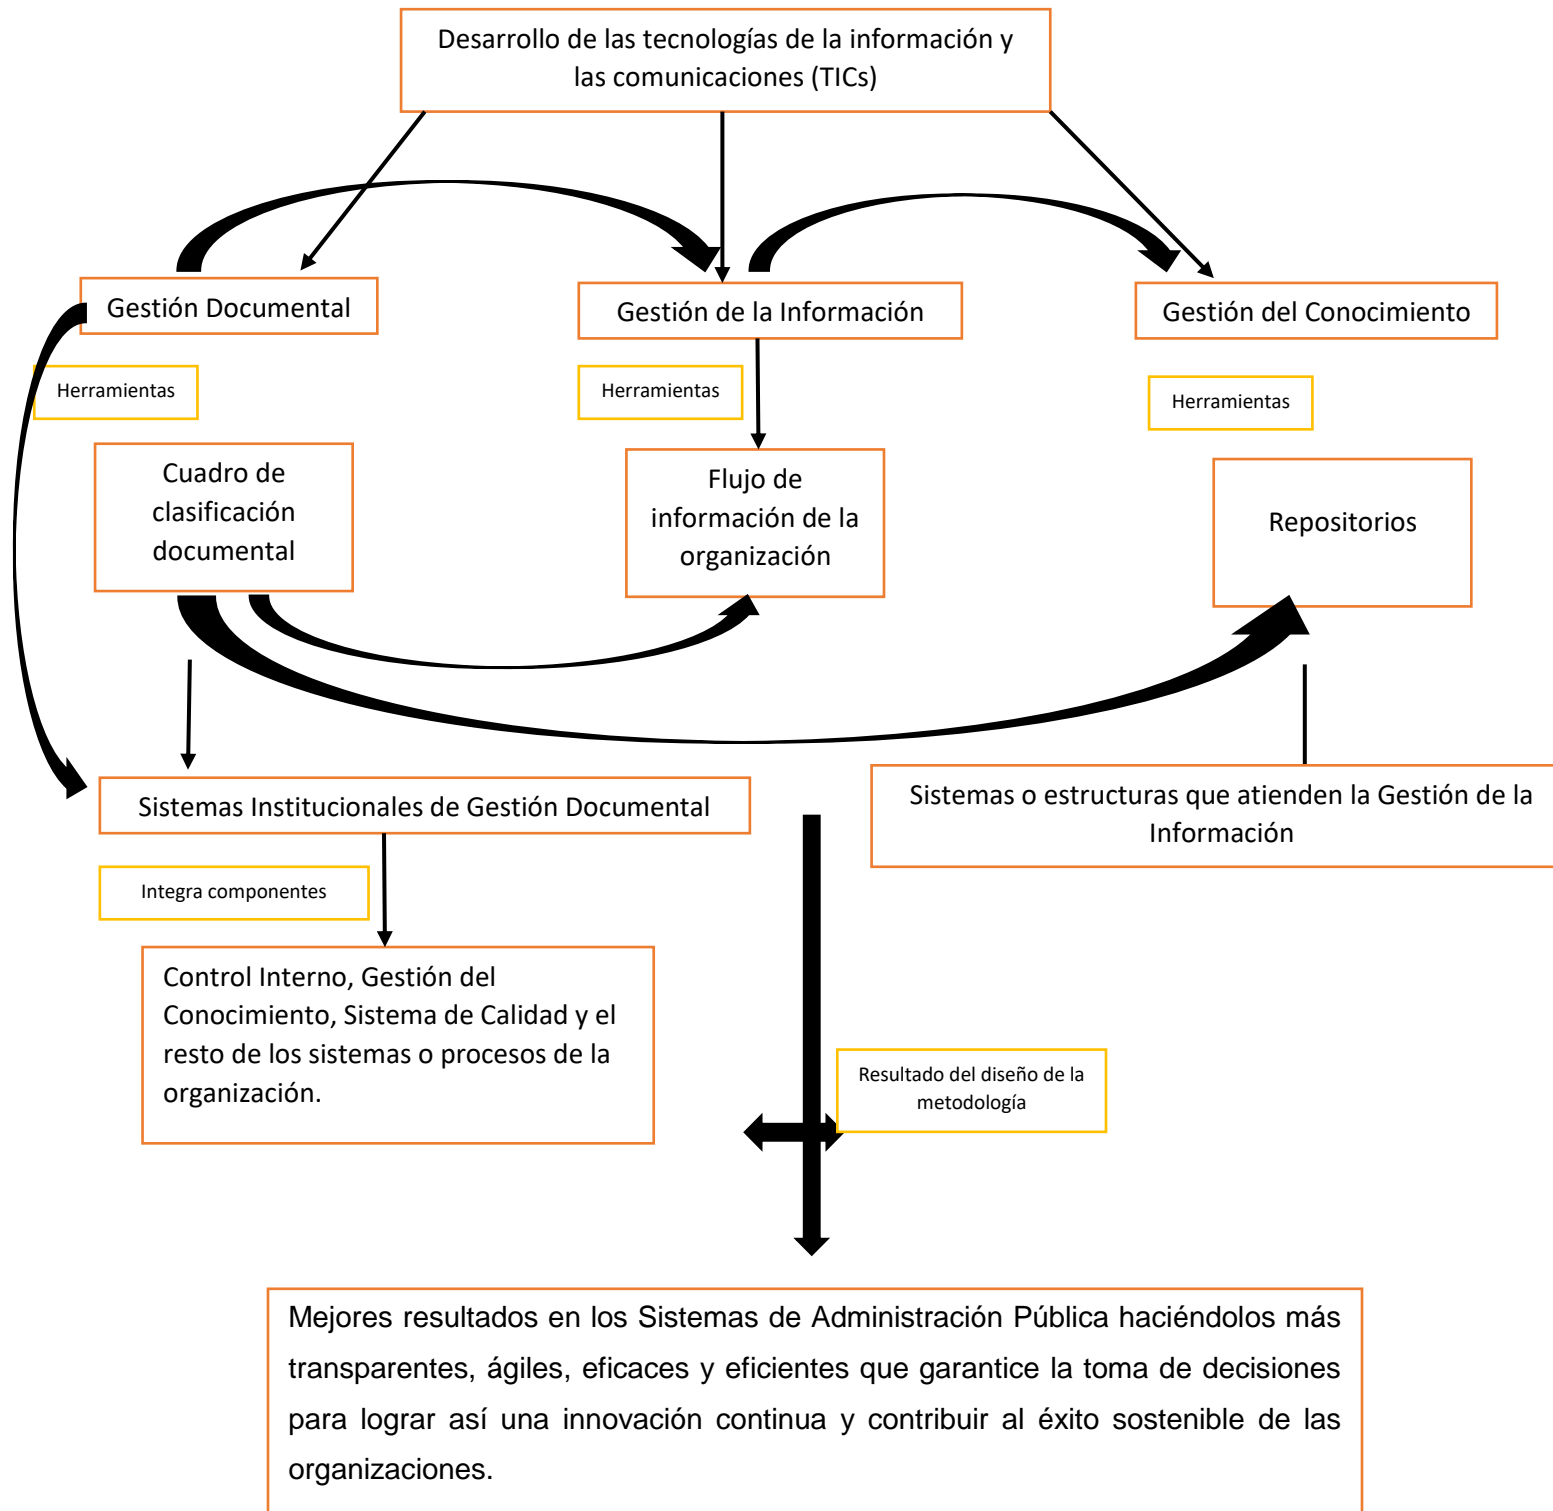 Desarrollo de las tecnologías de la información y
las comunicaciones (TICs)
Gestión Documental
Gestión de la Información
Gestión del Conocimiento
Herramientas
Herramientas
Herramientas
Cuadro de
clasificación
documental
Flujo de
información de la
organización
Repositorios
Sistemas Institucionales de Gestión Documental
Sistemas o estructuras que atienden la Gestión de la
Información
Integra componentes
Control Interno, Gestión del
Conocimiento, Sistema de Calidad y el
resto de los sistemas o procesos de la
organización.
Resultado del diseño de la
metodología
Mejores resultados en los Sistemas de Administración Pública haciéndolos más
transparentes, ágiles, eficaces y eficientes que garantice la toma de decisiones
para lograr así una innovación continua y contribuir al éxito sostenible de las
organizaciones.